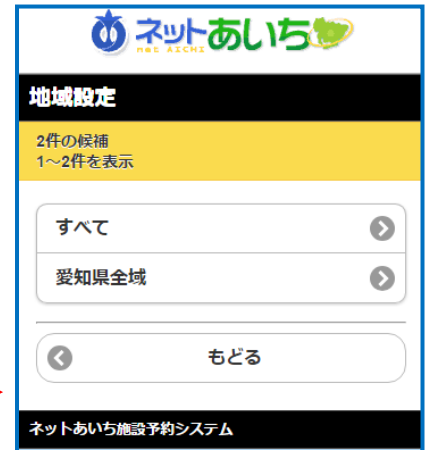 ネットあいち
net AICHI
地域設定
2件の候補
1～2件を表示
すべて
愛知県全域
もどる
ネットあいち施設予約システム